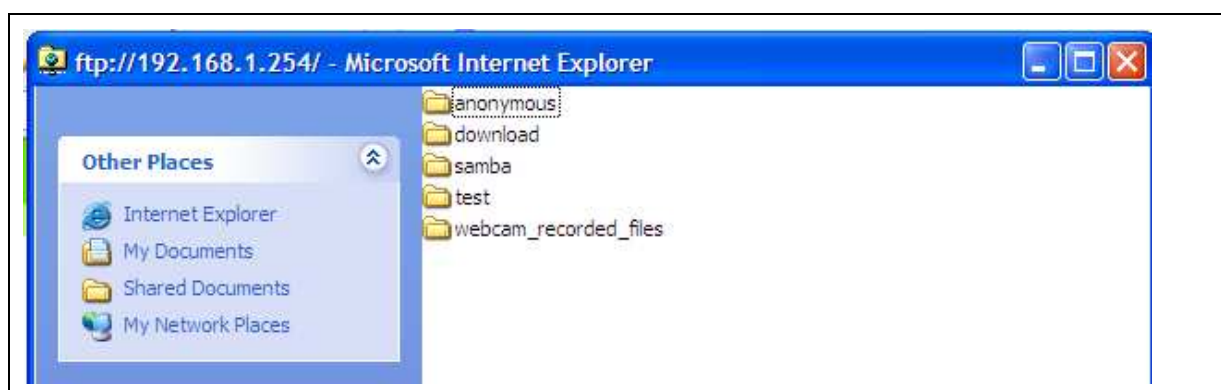 ftp://192.168.1.254/ - Microsoft Internet Explorer
Other Places
Internet Explorer
My Documents
Shared Documents
My Network Places
anonymous
download
samba
test
webcam_recorded_files